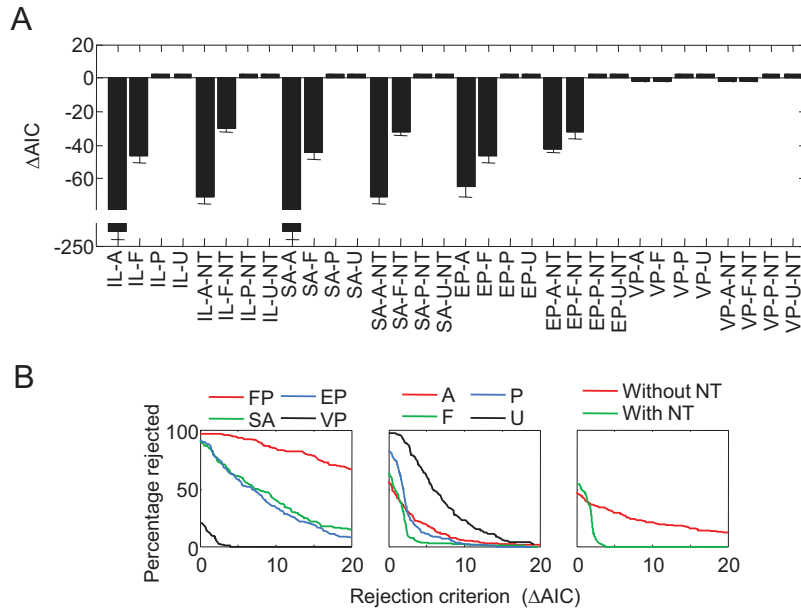 A
20
0
-20
-40
-60
-250
ΔAIC
IL-A
IL-F
IL-P
IL-U
IL-A-NT
IL-F-NT
IL-P-NT
IL-U-NT
SA-A
SA-F
SA-P
SA-U
SA-A-NT
SA-F-NT
SA-P-NT
SA-U-NT
EP-A
EP-F
EP-P
EP-U
EP-A-NT
EP-F-NT
EP-P-NT
EP-U-NT
VP-A
VP-F
VP-P
VP-U
VP-A-NT
VP-F-NT
VP-P-NT
VP-U-NT
B
FP EP
SA VP
A P
F U
Without NT
With NT
Percentage rejected
100
50
0
0 10 20
0 10 20
0 10 20
Rejection criterion (ΔAIC)